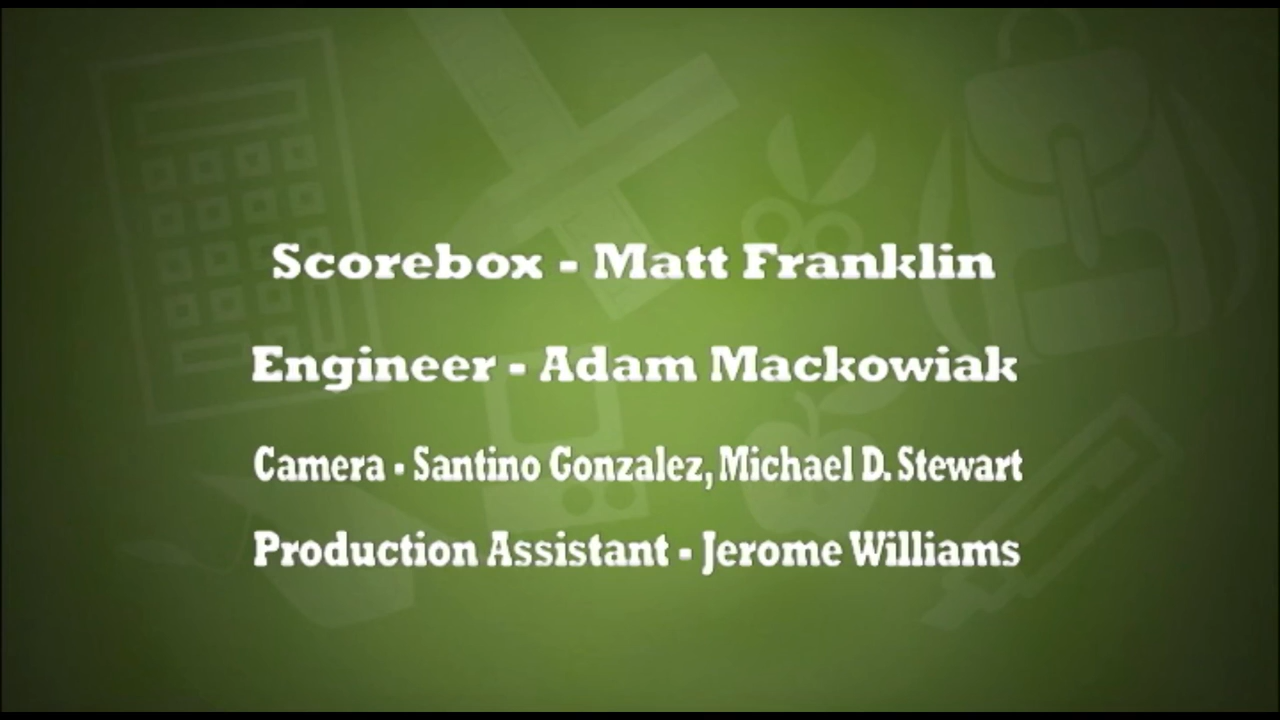 Scorebox - Matt Franklin
Engineer - Adam Mackowiak
Camera - Santino Gonzalez, Michael D. Stewart
Production Assistant - Jerome Williams